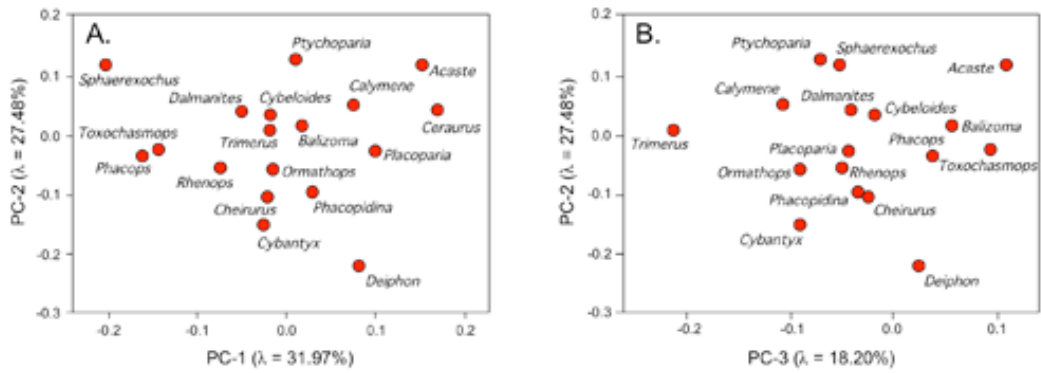 A.
0.2
0.1
0.0
-0.1
-0.2
-0.3
PC-2 (λ = 27.48%)
Ptychoparia
Sphaerexochus
Acaste
Calymene
Dalmanites
Cybeloides
Ceraurus
Toxochasmops
Trimerus
Balizoma
Placoparia
Phacops
Rhenops
Ormathops
Cheirurus
Phacopidina
Cybantyx
Deiphon
-0.2
-0.1
0.0
0.1
0.2
PC-1 (λ = 31.97%)
B.
0.2
0.1
0.0
-0.1
-0.2
-0.3
PC-2 (λ = 27.48%)
Ptychoparia
Sphaerexochus
Acaste
Calymene
Dalmanites
Cybeloides
Trimerus
Phacops
Balizoma
Placoparia
Toxochasmops
Ormathops
Rhenops
Phacopidina
Cheirurus
Cybantyx
Deiphon
-0.2
-0.1
0.0
0.1
PC-3 (λ = 18.20%)